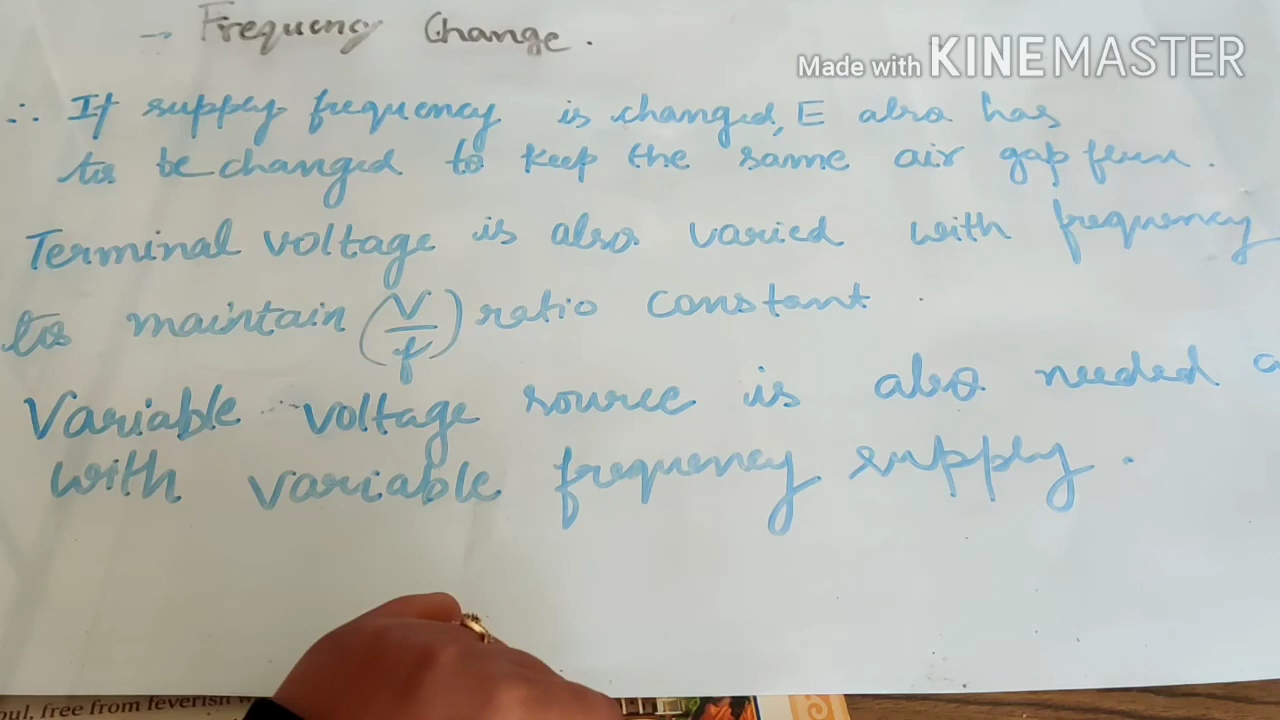 → Frequency Change.
Made with KINEMASTER
∴ If supply frequency is changed, E also has
to be changed to keep the same air gap flux.
Terminal voltage is also varied with frequency
to maintain (V/f) ratio constant.
Variable voltage source is also needed a
with variable frequency supply.
oul, free from feverish